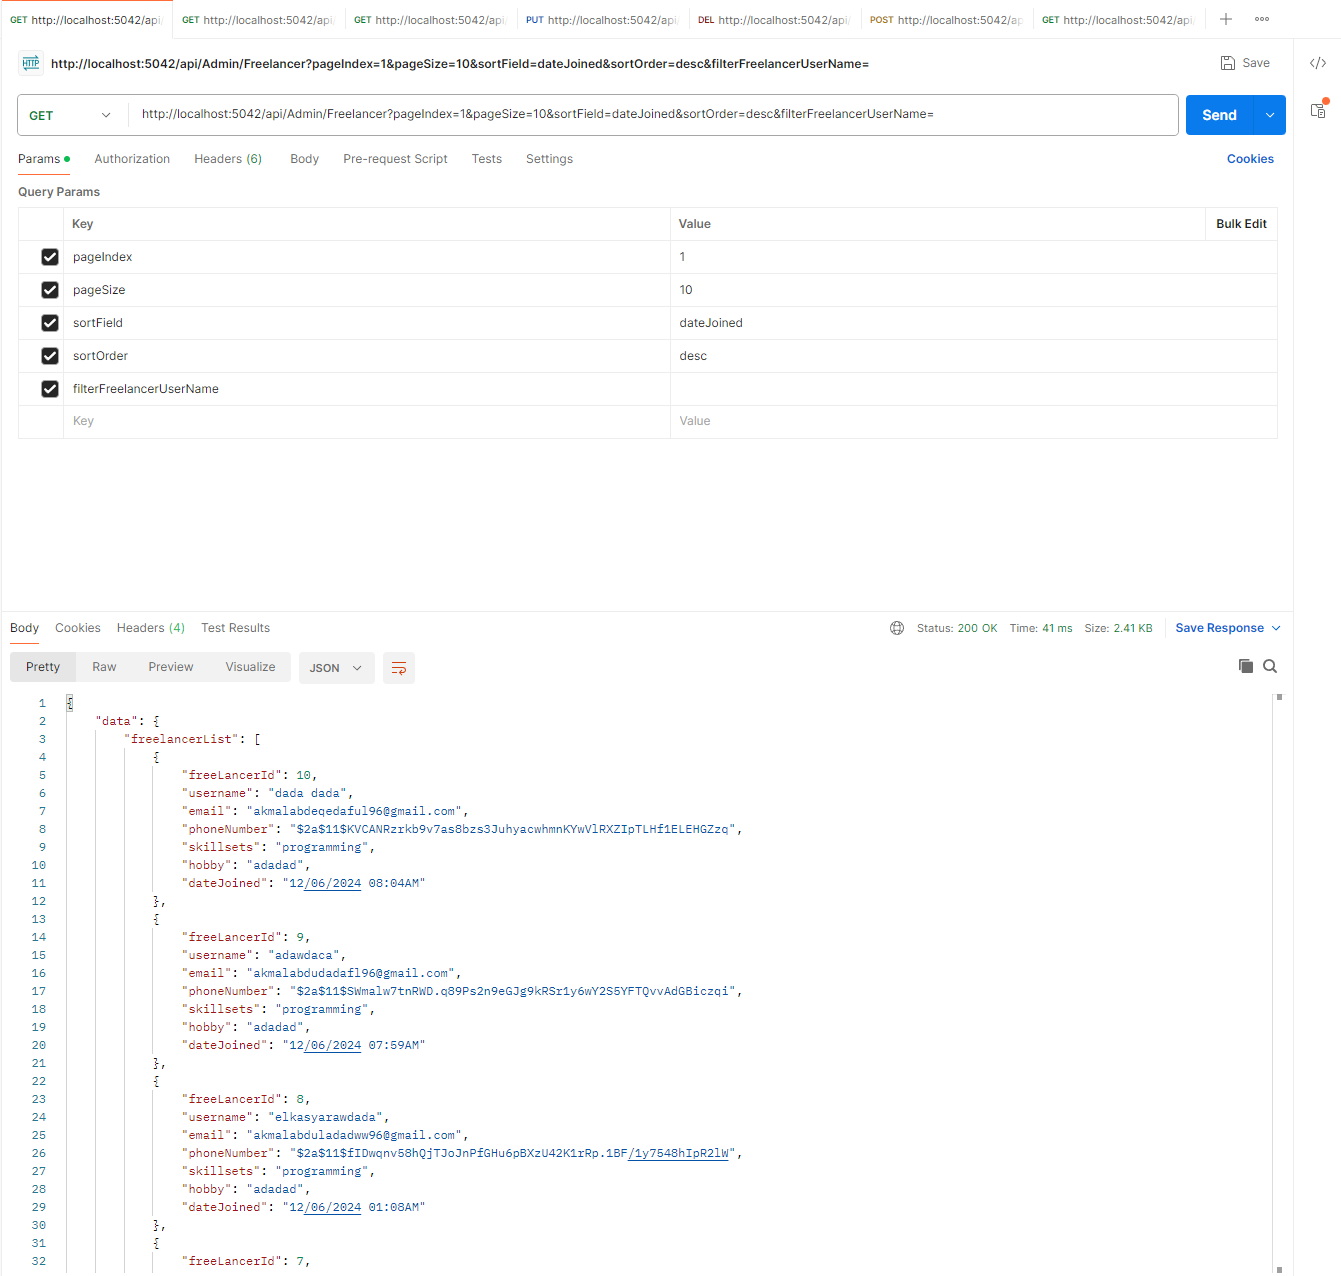 GET http://localhost:5042/api/ GET http://localhost:5042/api/ GET http://localhost:5042/api/ PUT http://localhost:5042/api/ DEL http://localhost:5042/api/ POST http://localhost:5042/ap GET http://localhost:5042/api/
HTTP http://localhost:5042/api/Admin/Freelancer?pageIndex=1&pageSize=10&sortField=dateJoined&sortOrder=desc&filterFreelancerUserName= Save
GET http://localhost:5042/api/Admin/Freelancer?pageIndex=1&pageSize=10&sortField=dateJoined&sortOrder=desc&filterFreelancerUserName= Send
Params Authorization Headers (6) Body Pre-request Script Tests Settings Cookies
Query Params
Key Value Bulk Edit
pageIndex 1
pageSize 10
sortField dateJoined
sortOrder desc
filterFreelancerUserName
Key Value
Body Cookies Headers (4) Test Results Status: 200 OK Time: 41 ms Size: 2.41 KB Save Response
Pretty Raw Preview Visualize JSON
1 {
2 "data": {
3 "freelancerList": [
4 {
5 "freeLancerId": 10,
6 "username": "dada dada",
7 "email": "akmalabdeqedaful96@gmail.com",
8 "phoneNumber": "$2a$11$KVCANRzrkb9v7as8bzs3JuhyacwhmnKYwVlRXZIpTLHf1ELEHGZzq",
9 "skillsets": "programming",
10 "hobby": "adadad",
11 "dateJoined": "12/06/2024 08:04AM"
12 },
13 {
14 "freeLancerId": 9,
15 "username": "adawdaca",
16 "email": "akmalabdudadafl96@gmail.com",
17 "phoneNumber": "$2a$11$SWmalw7tnRWD.q89Ps2n9eGJg9kRSr1y6wY2S5YFTQvvAdGBiczqi",
18 "skillsets": "programming",
19 "hobby": "adadad",
20 "dateJoined": "12/06/2024 07:59AM"
21 },
22 {
23 "freeLancerId": 8,
24 "username": "elkasyarawdada",
25 "email": "akmalabduladadww96@gmail.com",
26 "phoneNumber": "$2a$11$fIDwqnv58hQjTJoJnPfGHu6pBXzU42K1rRp.1BF/1y7548hIpR2lW",
27 "skillsets": "programming",
28 "hobby": "adadad",
29 "dateJoined": "12/06/2024 01:08AM"
30 },
31 {
32 "freeLancerId": 7,